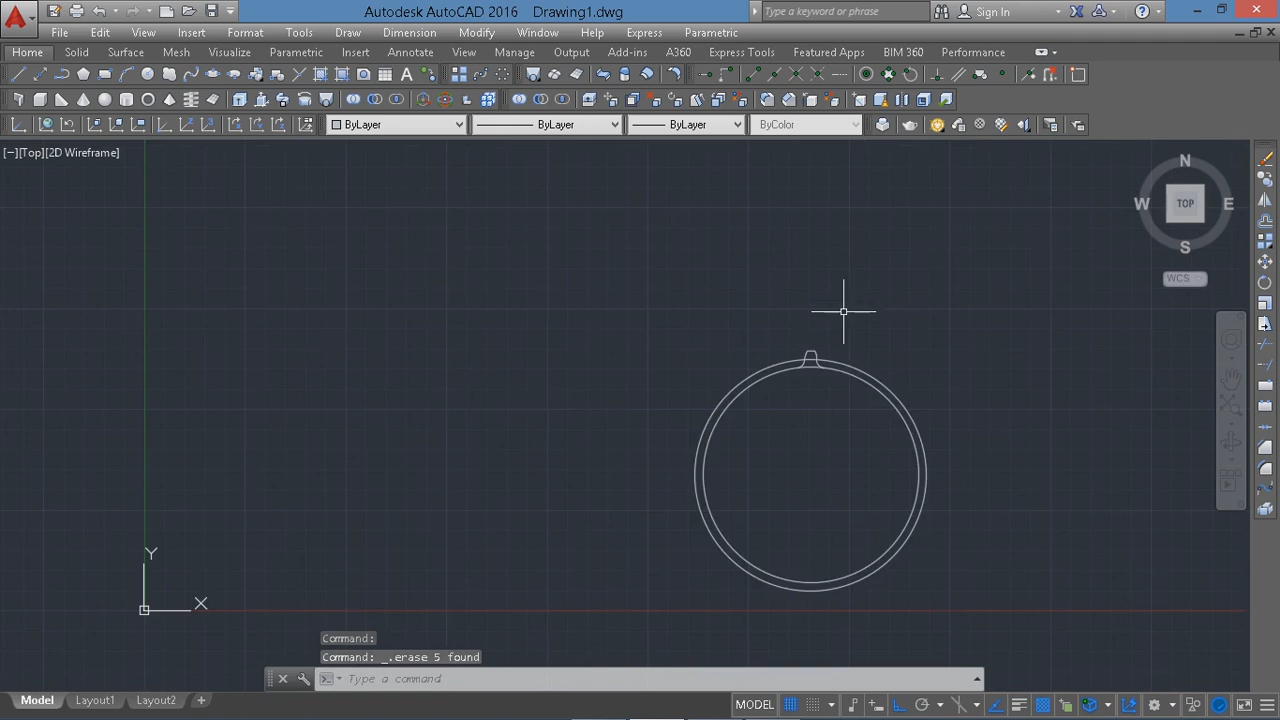 Autodesk AutoCAD 2016 Drawing1.dwg
Type a keyword or phrase
Sign In
File Edit View Insert Format Tools Draw Dimension Modify Window Help Express Parametric
Home Solid Surface Mesh Visualize Parametric Insert Annotate View Manage Output Add-ins A360 Express Tools Featured Apps BIM 360 Performance
ByLayer ByLayer ByLayer ByColor
[−][Top][2D Wireframe]
N
W TOP E
S
WCS
Y
X
Command:
Command: _.erase 5 found
Type a command
Model Layout1 Layout2 +
MODEL